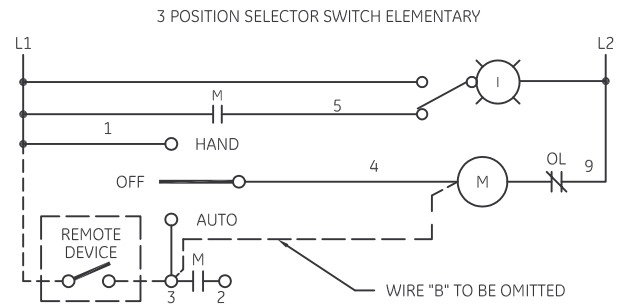 3 POSITION SELECTOR SWITCH ELEMENTARY
L1
L2
I
M
5
1
HAND
OFF
4
M
OL
9
AUTO
REMOTE
DEVICE
M
3
2
WIRE "B" TO BE OMITTED